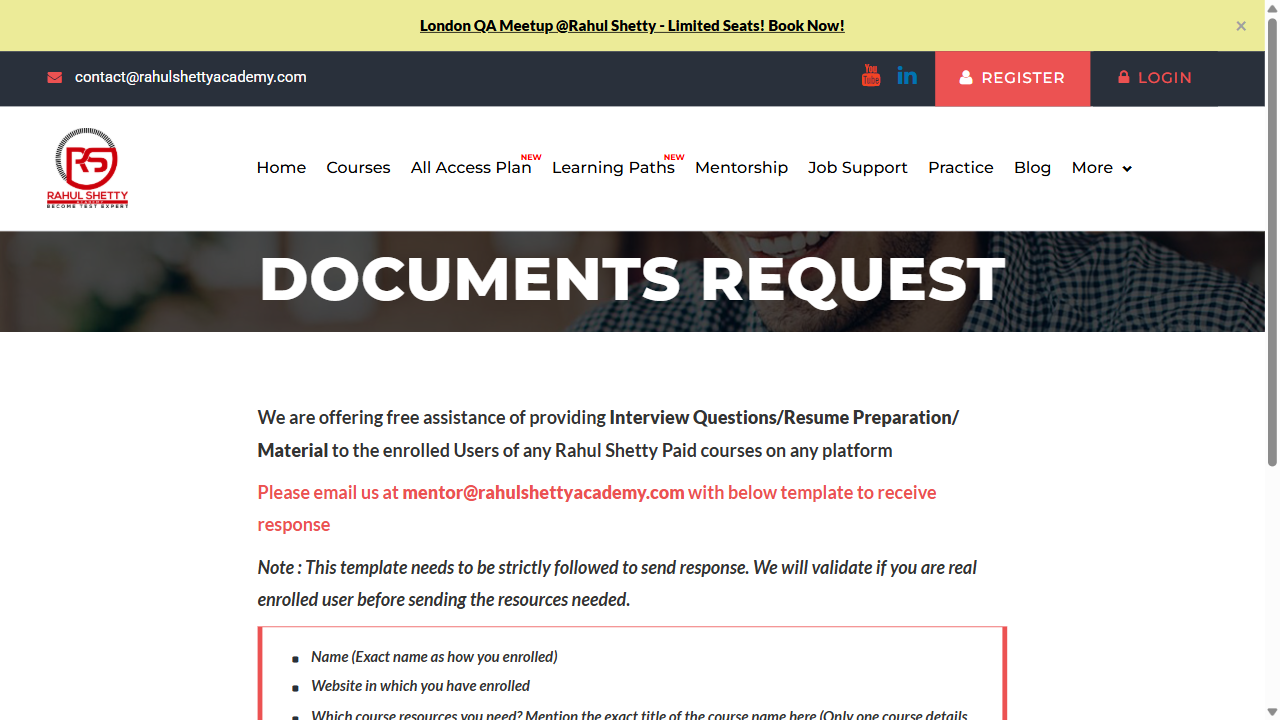 London QA Meetup @Rahul Shetty - Limited Seats! Book Now!
×
contact@rahulshettyacademy.com
You
Tube
in
REGISTER
LOGIN
RS
RAHUL SHETTY
ACADEMY
BECOME TEST EXPERT
Home
Courses
All Access Plan NEW
Learning Paths NEW
Mentorship
Job Support
Practice
Blog
More
DOCUMENTS REQUEST
We are offering free assistance of providing Interview Questions/Resume Preparation/
Material to the enrolled Users of any Rahul Shetty Paid courses on any platform
Please email us at mentor@rahulshettyacademy.com with below template to receive
response
Note : This template needs to be strictly followed to send response. We will validate if you are real
enrolled user before sending the resources needed.
Name (Exact name as how you enrolled)
Website in which you have enrolled
Which course resources you need? Mention the exact title of the course name here (Only one course details